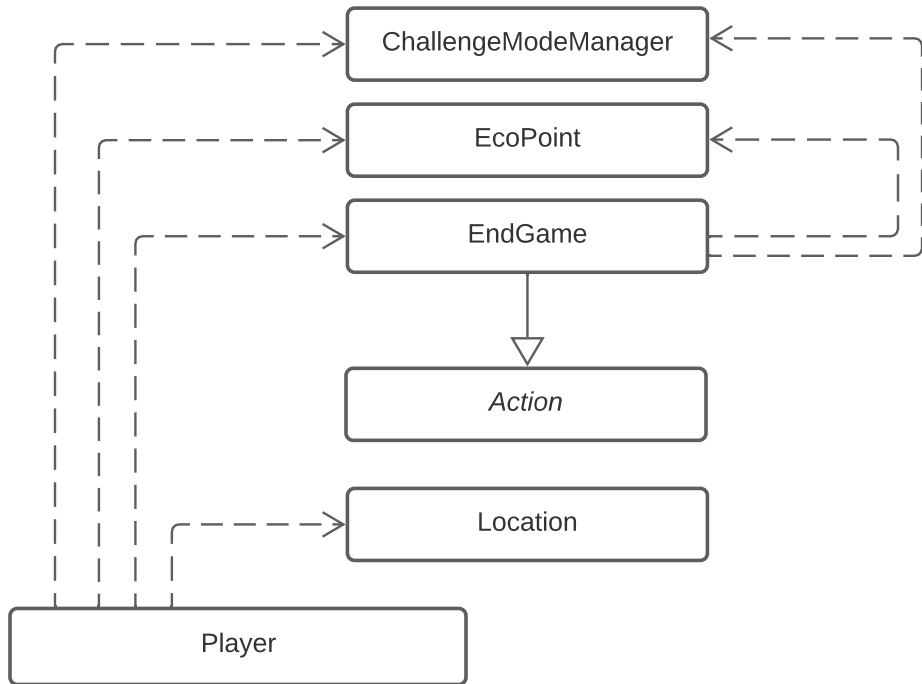 ChallengeModeManager
EcoPoint
EndGame
Action
Location
Player